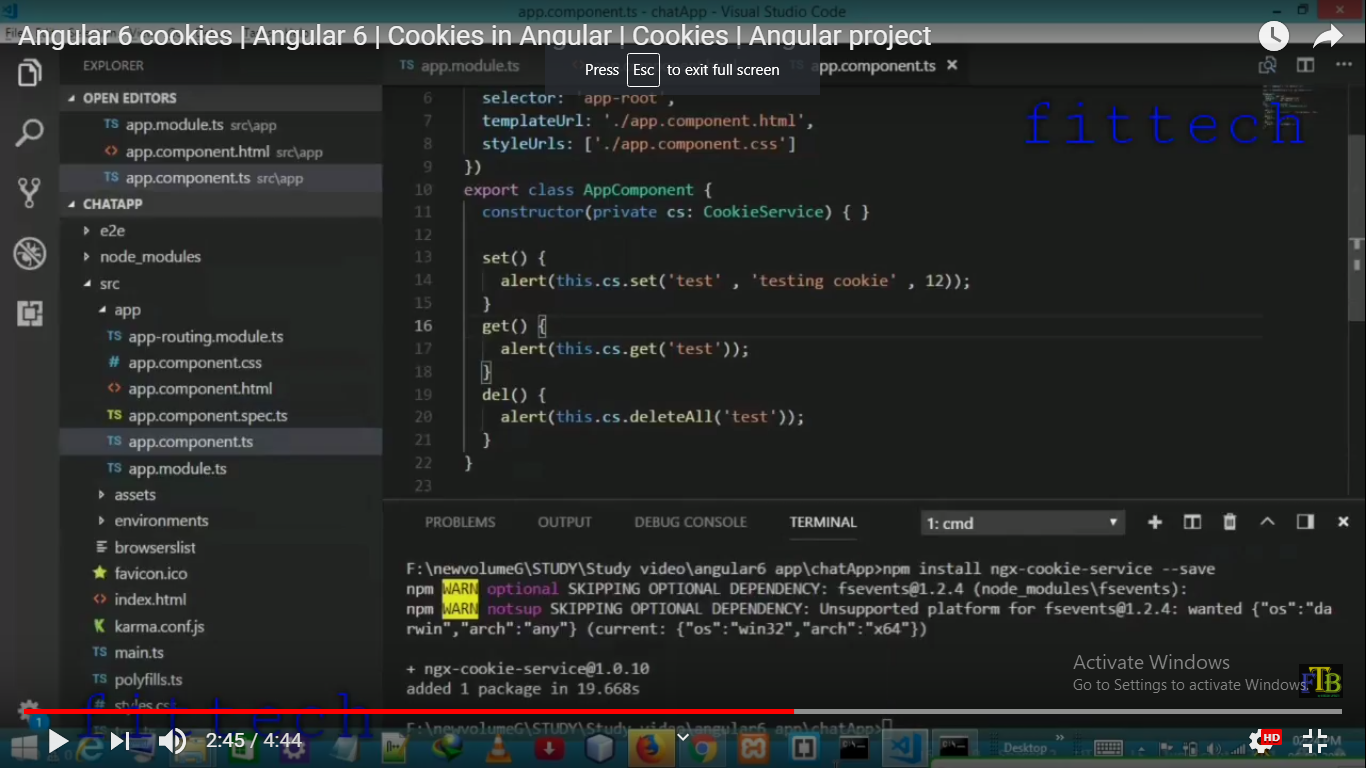 app.component.ts - chatApp - Visual Studio Code
Angular 6 cookies | Angular 6 | Cookies in Angular | Cookies | Angular project
Press Esc to exit full screen
EXPLORER
OPEN EDITORS
TS app.module.ts src\app
<> app.component.html src\app
TS app.component.ts src\app
CHATAPP
e2e
node_modules
src
app
TS app-routing.module.ts
# app.component.css
<> app.component.html
TS app.component.spec.ts
TS app.component.ts
TS app.module.ts
assets
environments
browserslist
favicon.ico
<> index.html
K karma.conf.js
TS main.ts
TS polyfills.ts
# styles.css
TS app.module.ts
app.component.ts
fittech
6 selector: 'app-root',
7 templateUrl: './app.component.html',
8 styleUrls: ['./app.component.css']
9 })
10 export class AppComponent {
11 constructor(private cs: CookieService) { }
12
13 set() {
14 alert(this.cs.set('test' , 'testing cookie' , 12));
15 }
16 get() {
17 alert(this.cs.get('test'));
18 }
19 del() {
20 alert(this.cs.deleteAll('test'));
21 }
22 }
23
PROBLEMS OUTPUT DEBUG CONSOLE TERMINAL 1: cmd
F:\newvolumeG\STUDY\Study video\angular6 app\chatApp>npm install ngx-cookie-service --save
npm WARN optional SKIPPING OPTIONAL DEPENDENCY: fsevents@1.2.4 (node_modules\fsevents):
npm WARN notsup SKIPPING OPTIONAL DEPENDENCY: Unsupported platform for fsevents@1.2.4: wanted {"os":"da
rwin","arch":"any"} (current: {"os":"win32","arch":"x64"})
+ ngx-cookie-service@1.0.10
added 1 package in 19.668s
F:\newvolumeG\STUDY\Study video\angular6 app\chatApp>
Activate Windows
Go to Settings to activate Windows.
FTB
fittech
1
2:45 / 4:44
Desktop
HD